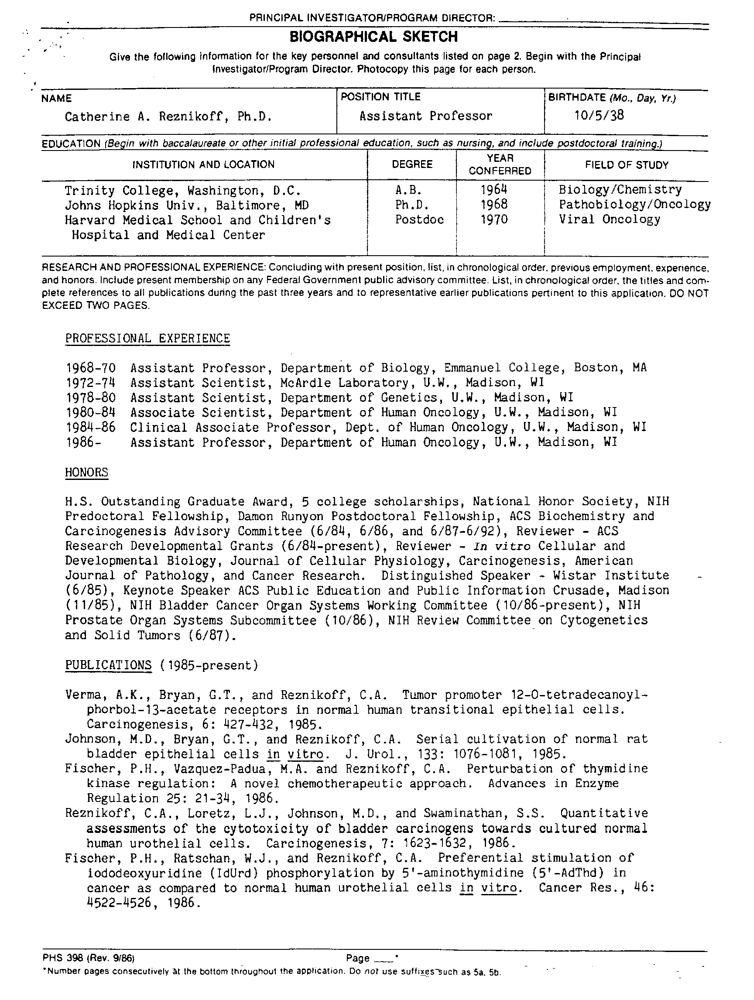 PRINCIPAL INVESTIGATOR/PROGRAM DIRECTOR:
BIOGRAPHICAL SKETCH
Give the following information for the key personnel and consultants listed on page 2. Begin with the Principal
Investigator/Program Director. Photocopy this page for each person.
NAME POSITION TITLE BIRTHDATE (Mo., Day, Yr.)
Catherine A. Reznikoff, Ph.D. Assistant Professor 10/5/38
EDUCATION (Begin with baccalaureate or other initial professional education, such as nursing, and include postdoctoral training.)
INSTITUTION AND LOCATION DEGREE YEAR CONFERRED FIELD OF STUDY
Trinity College, Washington, D.C. A.B. 1964 Biology/Chemistry
Johns Hopkins Univ., Baltimore, MD Ph.D. 1968 Pathobiology/Oncology
Harvard Medical School and Children's Postdoc 1970 Viral Oncology
Hospital and Medical Center
RESEARCH AND PROFESSIONAL EXPERIENCE: Concluding with present position, list, in chronological order, previous employment, experience,
and honors. Include present membership on any Federal Government public advisory committee. List, in chronological order, the titles and com-
plete references to all publications during the past three years and to representative earlier publications pertinent to this application. DO NOT
EXCEED TWO PAGES.
PROFESSIONAL EXPERIENCE
1968-70 Assistant Professor, Department of Biology, Emmanuel College, Boston, MA
1972-74 Assistant Scientist, McArdle Laboratory, U.W., Madison, WI
1978-80 Assistant Scientist, Department of Genetics, U.W., Madison, WI
1980-84 Associate Scientist, Department of Human Oncology, U.W., Madison, WI
1984-86 Clinical Associate Professor, Dept. of Human Oncology, U.W., Madison, WI
1986- Assistant Professor, Department of Human Oncology, U.W., Madison, WI
HONORS
H.S. Outstanding Graduate Award, 5 college scholarships, National Honor Society, NIH
Predoctoral Fellowship, Damon Runyon Postdoctoral Fellowship, ACS Biochemistry and
Carcinogenesis Advisory Committee (6/84, 6/86, and 6/87-6/92), Reviewer - ACS
Research Developmental Grants (6/84-present), Reviewer - In vitro Cellular and
Developmental Biology, Journal of Cellular Physiology, Carcinogenesis, American
Journal of Pathology, and Cancer Research. Distinguished Speaker - Wistar Institute
(6/85), Keynote Speaker ACS Public Education and Public Information Crusade, Madison
(11/85), NIH Bladder Cancer Organ Systems Working Committee (10/86-present), NIH
Prostate Organ Systems Subcommittee (10/86), NIH Review Committee on Cytogenetics
and Solid Tumors (6/87).
PUBLICATIONS (1985-present)
Verma, A.K., Bryan, G.T., and Reznikoff, C.A. Tumor promoter 12-O-tetradecanoyl-
phorbol-13-acetate receptors in normal human transitional epithelial cells.
Carcinogenesis, 6: 427-432, 1985.
Johnson, M.D., Bryan, G.T., and Reznikoff, C.A. Serial cultivation of normal rat
bladder epithelial cells in vitro. J. Urol., 133: 1076-1081, 1985.
Fischer, P.H., Vazquez-Padua, M.A. and Reznikoff, C.A. Perturbation of thymidine
kinase regulation: A novel chemotherapeutic approach. Advances in Enzyme
Regulation 25: 21-34, 1986.
Reznikoff, C.A., Loretz, L.J., Johnson, M.D., and Swaminathan, S.S. Quantitative
assessments of the cytotoxicity of bladder carcinogens towards cultured normal
human urothelial cells. Carcinogenesis, 7: 1623-1632, 1986.
Fischer, P.H., Ratschan, W.J., and Reznikoff, C.A. Preferential stimulation of
iododeoxyuridine (IdUrd) phosphorylation by 5'-aminothymidine (5'-AdThd) in
cancer as compared to normal human urothelial cells in vitro. Cancer Res., 46:
4522-4526, 1986.
PHS 398 (Rev. 9/86) Page ___*
*Number pages consecutively at the bottom throughout the application. Do not use suffixes such as 5a, 5b.